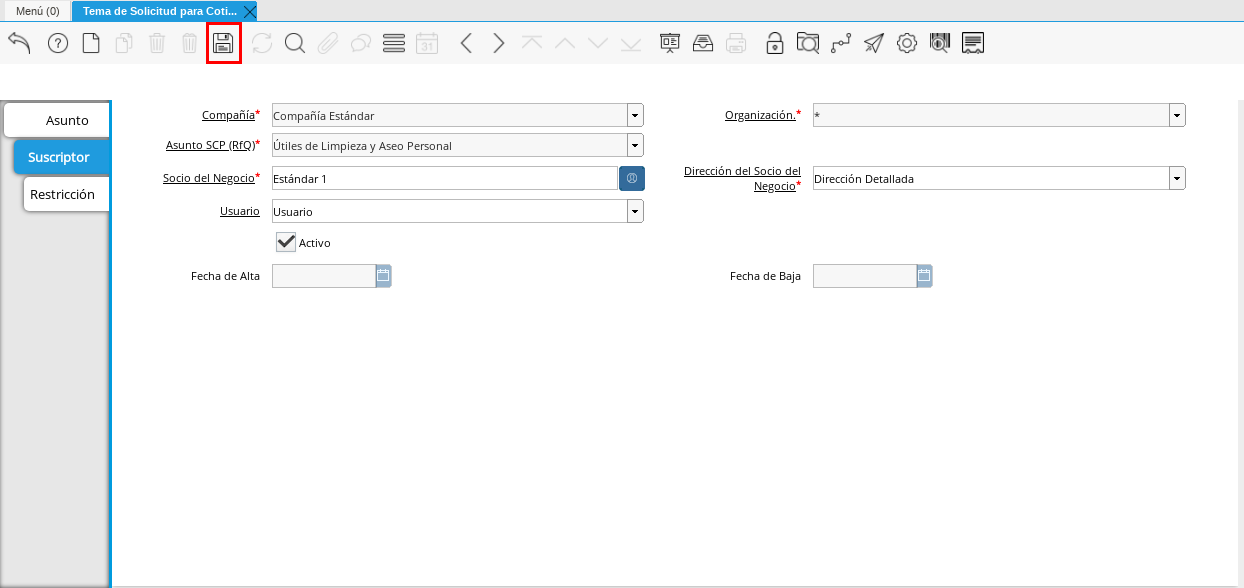 Menú (0)
Tema de Solicitud para Coti...
31
Asunto
Suscriptor
Restricción
Compañía* Compañía Estándar Organización.* *
Asunto SCP (RfQ)* Útiles de Limpieza y Aseo Personal
Socio del Negocio* Estándar 1 Dirección del Socio del
Negocio* Dirección Detallada
Usuario Usuario
Activo
Fecha de Alta Fecha de Baja